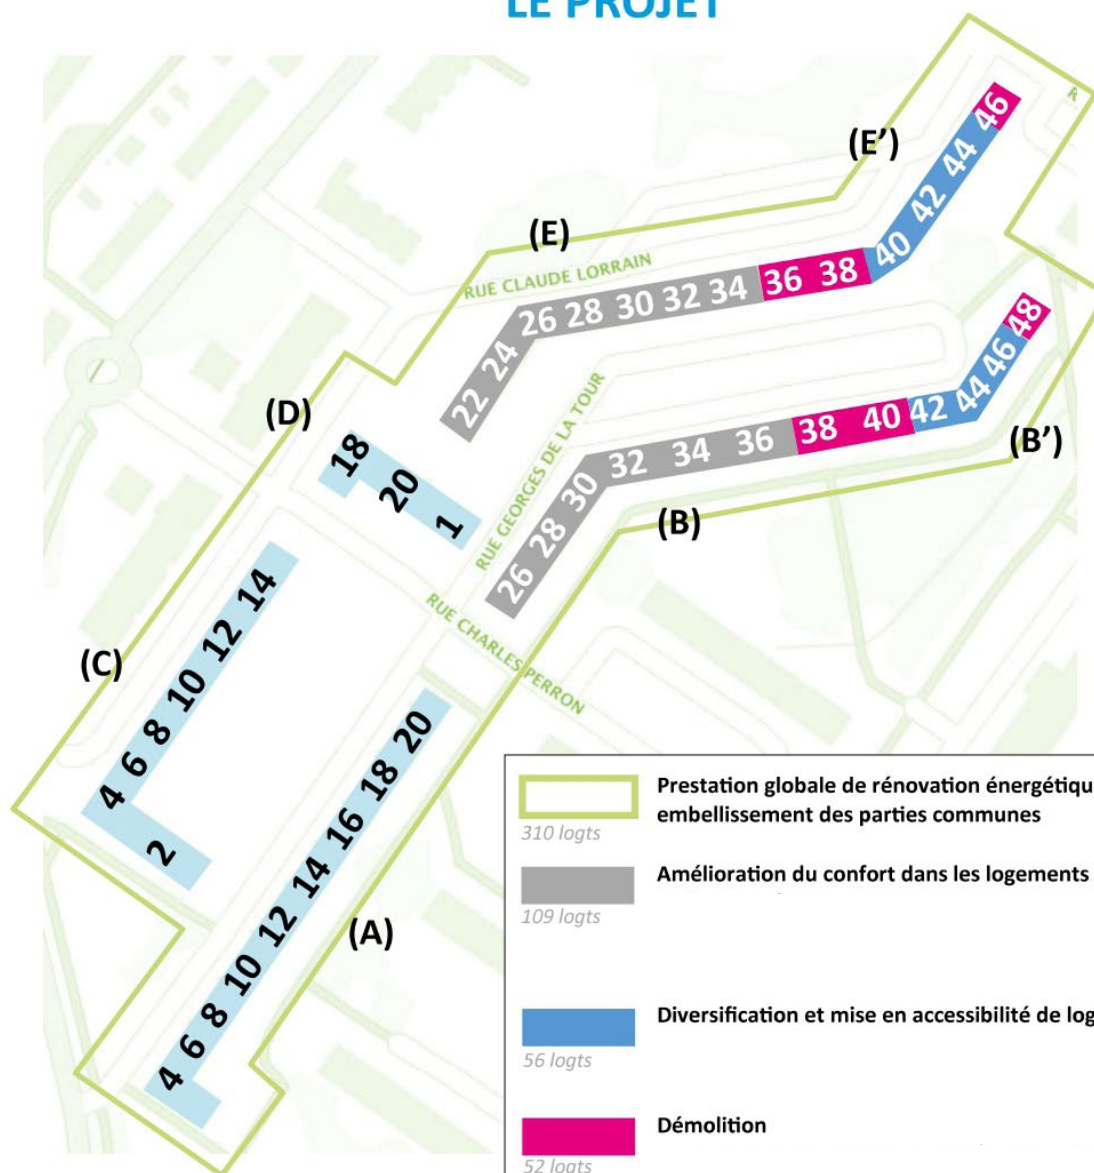 LE PROJET
R
(E')
46
44
42
40
(E)
RUE CLAUDE LORRAIN
38
36
34
32
30
28
26
24
22
48
46
44
42
40
38
36
34
32
30
28
26
(B')
(B)
RUE GEORGES DE LA TOUR
(D)
18
20
1
RUE CHARLES PERRON
(C)
14
12
10
8
6
4
2
20
18
16
14
12
10
8
6
4
(A)
Prestation globale de rénovation énergétiqu
embellissement des parties communes
310 logts
Amélioration du confort dans les logements
109 logts
Diversification et mise en accessibilité de log
56 logts
Démolition
52 logts